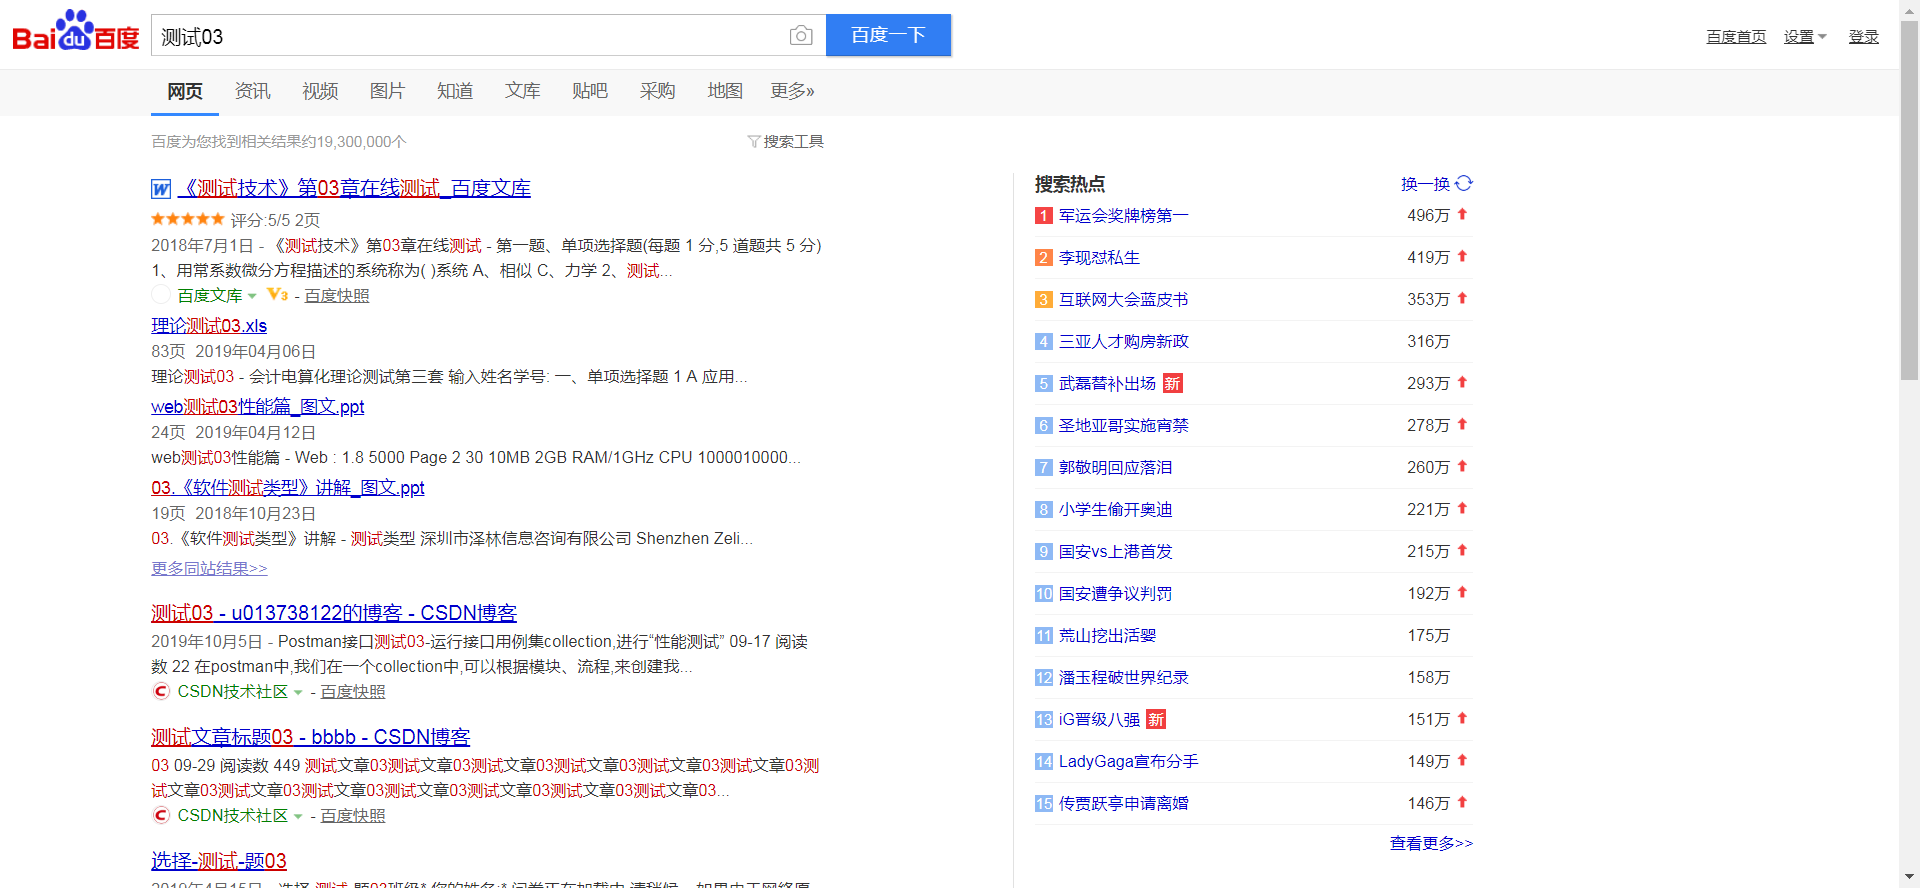 Bai du 百度
测试03
百度一下
百度首页 设置 登录
网页 资讯 视频 图片 知道 文库 贴吧 采购 地图 更多»
百度为您找到相关结果约19,300,000个
搜索工具
《测试技术》第03章在线测试_百度文库
评分:5/5 2页
2018年7月1日 - 《测试技术》第03章在线测试 - 第一题、单项选择题(每题 1 分,5 道题共 5 分)
1、用常系数微分方程描述的系统称为( )系统 A、相似 C、力学 2、测试...
百度文库 V3 - 百度快照
理论测试03.xls
83页 2019年04月06日
理论测试03 - 会计电算化理论测试第三套 输入姓名学号: 一、单项选择题 1 A 应用...
web测试03性能篇_图文.ppt
24页 2019年04月12日
web测试03性能篇 - Web : 1.8 5000 Page 2 30 10MB 2GB RAM/1GHz CPU 1000010000...
03.《软件测试类型》讲解_图文.ppt
19页 2018年10月23日
03.《软件测试类型》讲解 - 测试类型 深圳市泽林信息咨询有限公司 Shenzhen Zeli...
更多同站结果>>
测试03 - u013738122的博客 - CSDN博客
2019年10月5日 - Postman接口测试03-运行接口用例集collection,进行“性能测试” 09-17 阅读
数 22 在postman中,我们在一个collection中,可以根据模块、流程,来创建我...
CSDN技术社区 - 百度快照
测试文章标题03 - bbbb - CSDN博客
03 09-29 阅读数 449 测试文章03测试文章03测试文章03测试文章03测试文章03测试文章03测
试文章03测试文章03测试文章03测试文章03测试文章03测试文章03测试文章03...
CSDN技术社区 - 百度快照
选择-测试-题03
搜索热点 换一换
1 军运会奖牌榜第一 496万
2 李现怼私生 419万
3 互联网大会蓝皮书 353万
4 三亚人才购房新政 316万
5 武磊替补出场 新 293万
6 圣地亚哥实施宵禁 278万
7 郭敬明回应落泪 260万
8 小学生偷开奥迪 221万
9 国安vs上港首发 215万
10 国安遭争议判罚 192万
11 荒山挖出活婴 175万
12 潘玉程破世界纪录 158万
13 iG晋级八强 新 151万
14 LadyGaga宣布分手 149万
15 传贾跃亭申请离婚 146万
查看更多>>